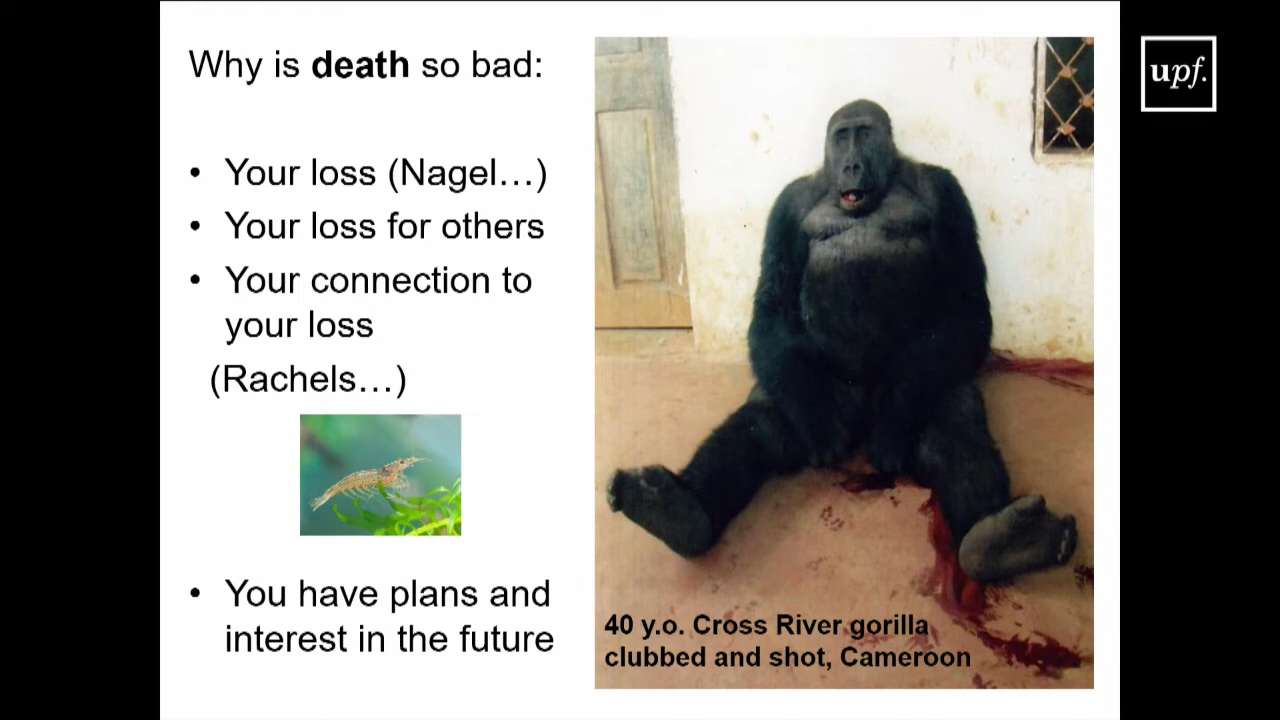 Why is death so bad:
• Your loss (Nagel...)
• Your loss for others
• Your connection to
your loss
(Rachels...)
• You have plans and
interest in the future
40 y.o. Cross River gorilla
clubbed and shot, Cameroon
upf.